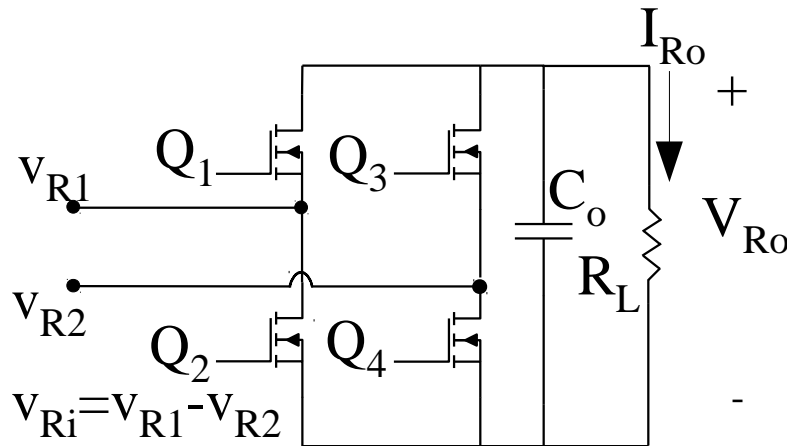 I_Ro
+
Q_1
Q_3
v_R1
C_o
V_Ro
R_L
v_R2
Q_2
Q_4
v_Ri=v_R1-v_R2
-